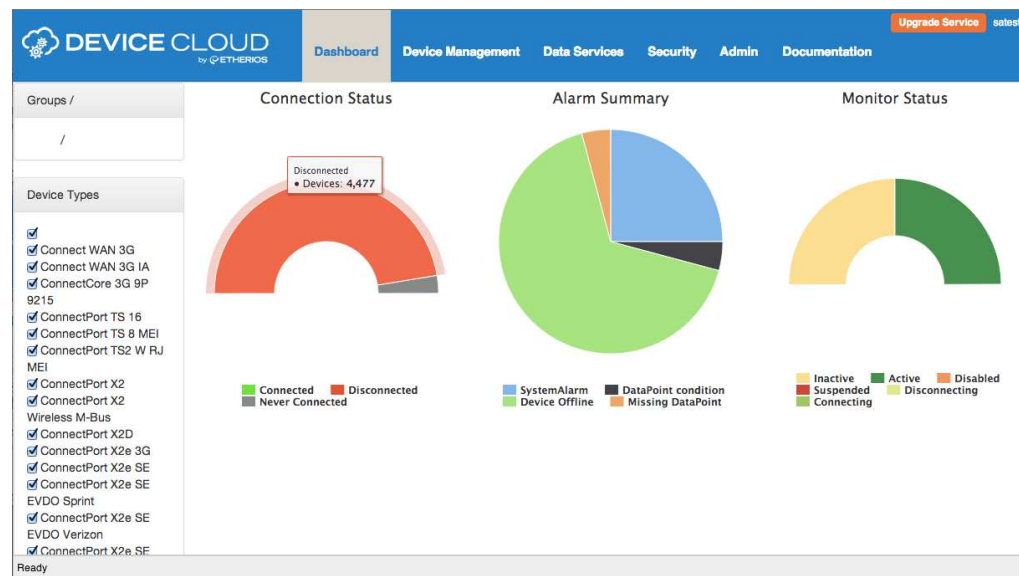 DEVICE CLOUD
by ETHERIOS
Dashboard
Device Management
Data Services
Security
Admin
Documentation
Upgrade Service
satest
Groups /
/
Device Types
Connect WAN 3G
Connect WAN 3G IA
ConnectCore 3G 9P
9215
ConnectPort TS 16
ConnectPort TS 8 MEI
ConnectPort TS2 W RJ
MEI
ConnectPort X2
ConnectPort X2
Wireless M-Bus
ConnectPort X2D
ConnectPort X2e 3G
ConnectPort X2e SE
ConnectPort X2e SE
EVDO Sprint
ConnectPort X2e SE
EVDO Verizon
ConnectPort X2e SE
Connection Status
Disconnected
• Devices: 4,477
Connected Disconnected
Never Connected
Alarm Summary
SystemAlarm DataPoint condition
Device Offline Missing DataPoint
Monitor Status
Inactive Active Disabled
Suspended Disconnecting
Connecting
Ready